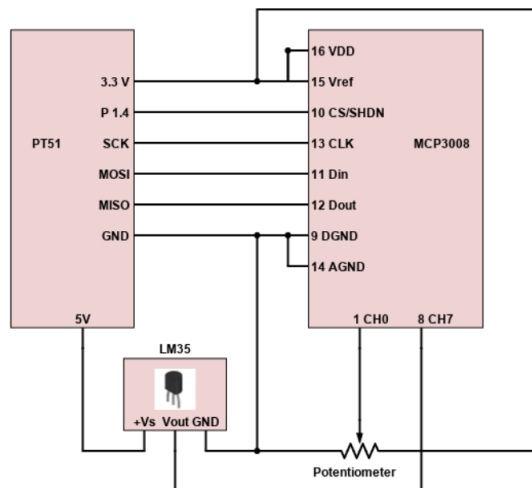 16 VDD
3.3 V
15 Vref
P 1.4
10 CS/SHDN
PT51
SCK
13 CLK
MCP3008
MOSI
11 Din
MISO
12 Dout
GND
9 DGND
14 AGND
5V
1 CH0
8 CH7
LM35
+Vs Vout GND
Potentiometer